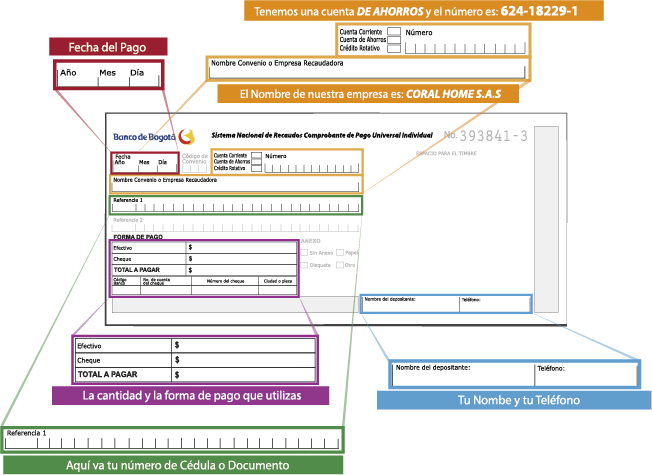 Tenemos una cuenta DE AHORROS y el número es: 624-18229-1
Cuenta Corriente Número
Cuenta de Ahorros
Crédito Rotativo
Fecha del Pago
Año Mes Día
Nombre Convenio o Empresa Recaudadora
El Nombre de nuestra empresa es: CORAL HOME S.A.S
Banco de Bogotá
Sistema Nacional de Recaudos Comprobante de Pago Universal Individual
No. 393841-3
ESPACIO PARA EL TIMBRE
Fecha
Año Mes Día
Código de Convenio
Cuenta Corriente Número
Cuenta de Ahorros
Crédito Rotativo
Nombre Convenio o Empresa Recaudadora
Referencia 1
Referencia 2
FORMA DE PAGO
Efectivo $
Cheque $
TOTAL A PAGAR $
Código Banco No. de cuenta del cheque Número del cheque Ciudad o plaza
ANEXO
Sin Anexo Papel
Disquete Otro
Nombre del depositante: Teléfono:
Efectivo $
Cheque $
TOTAL A PAGAR $
La cantidad y la forma de pago que utilizas
Nombre del depositante: Teléfono:
Tu Nombe y tu Teléfono
Referencia 1
Aquí va tu número de Cédula o Documento